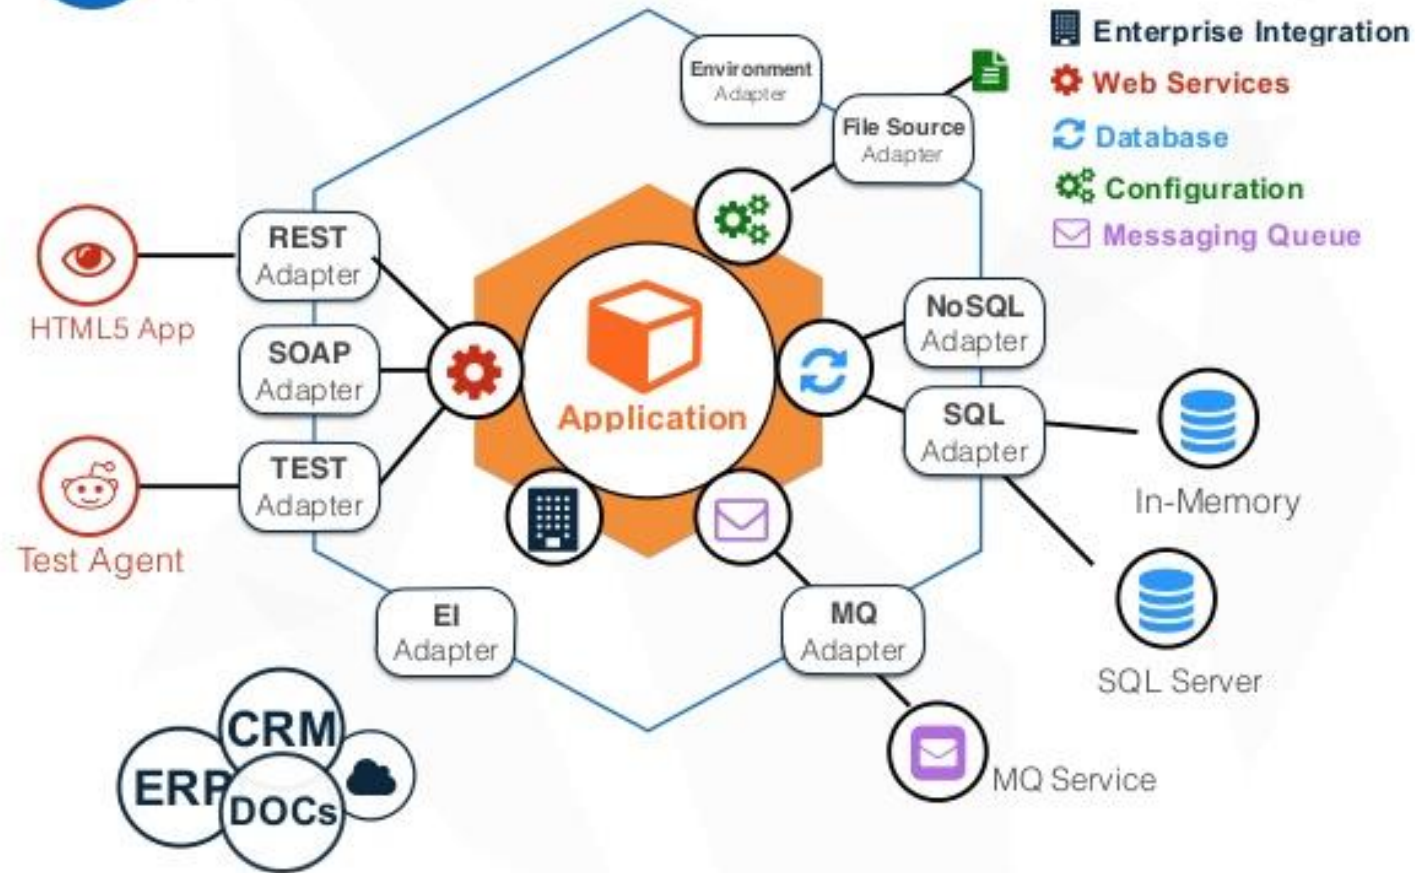 Enterprise Integration
Web Services
Database
Configuration
Messaging Queue
Environment
Adapter
File Source
Adapter
REST
Adapter
HTML5 App
SOAP
Adapter
TEST
Adapter
Test Agent
Application
NoSQL
Adapter
SQL
Adapter
In-Memory
SQL Server
EI
Adapter
MQ
Adapter
MQ Service
CRM
ERP
DOCs